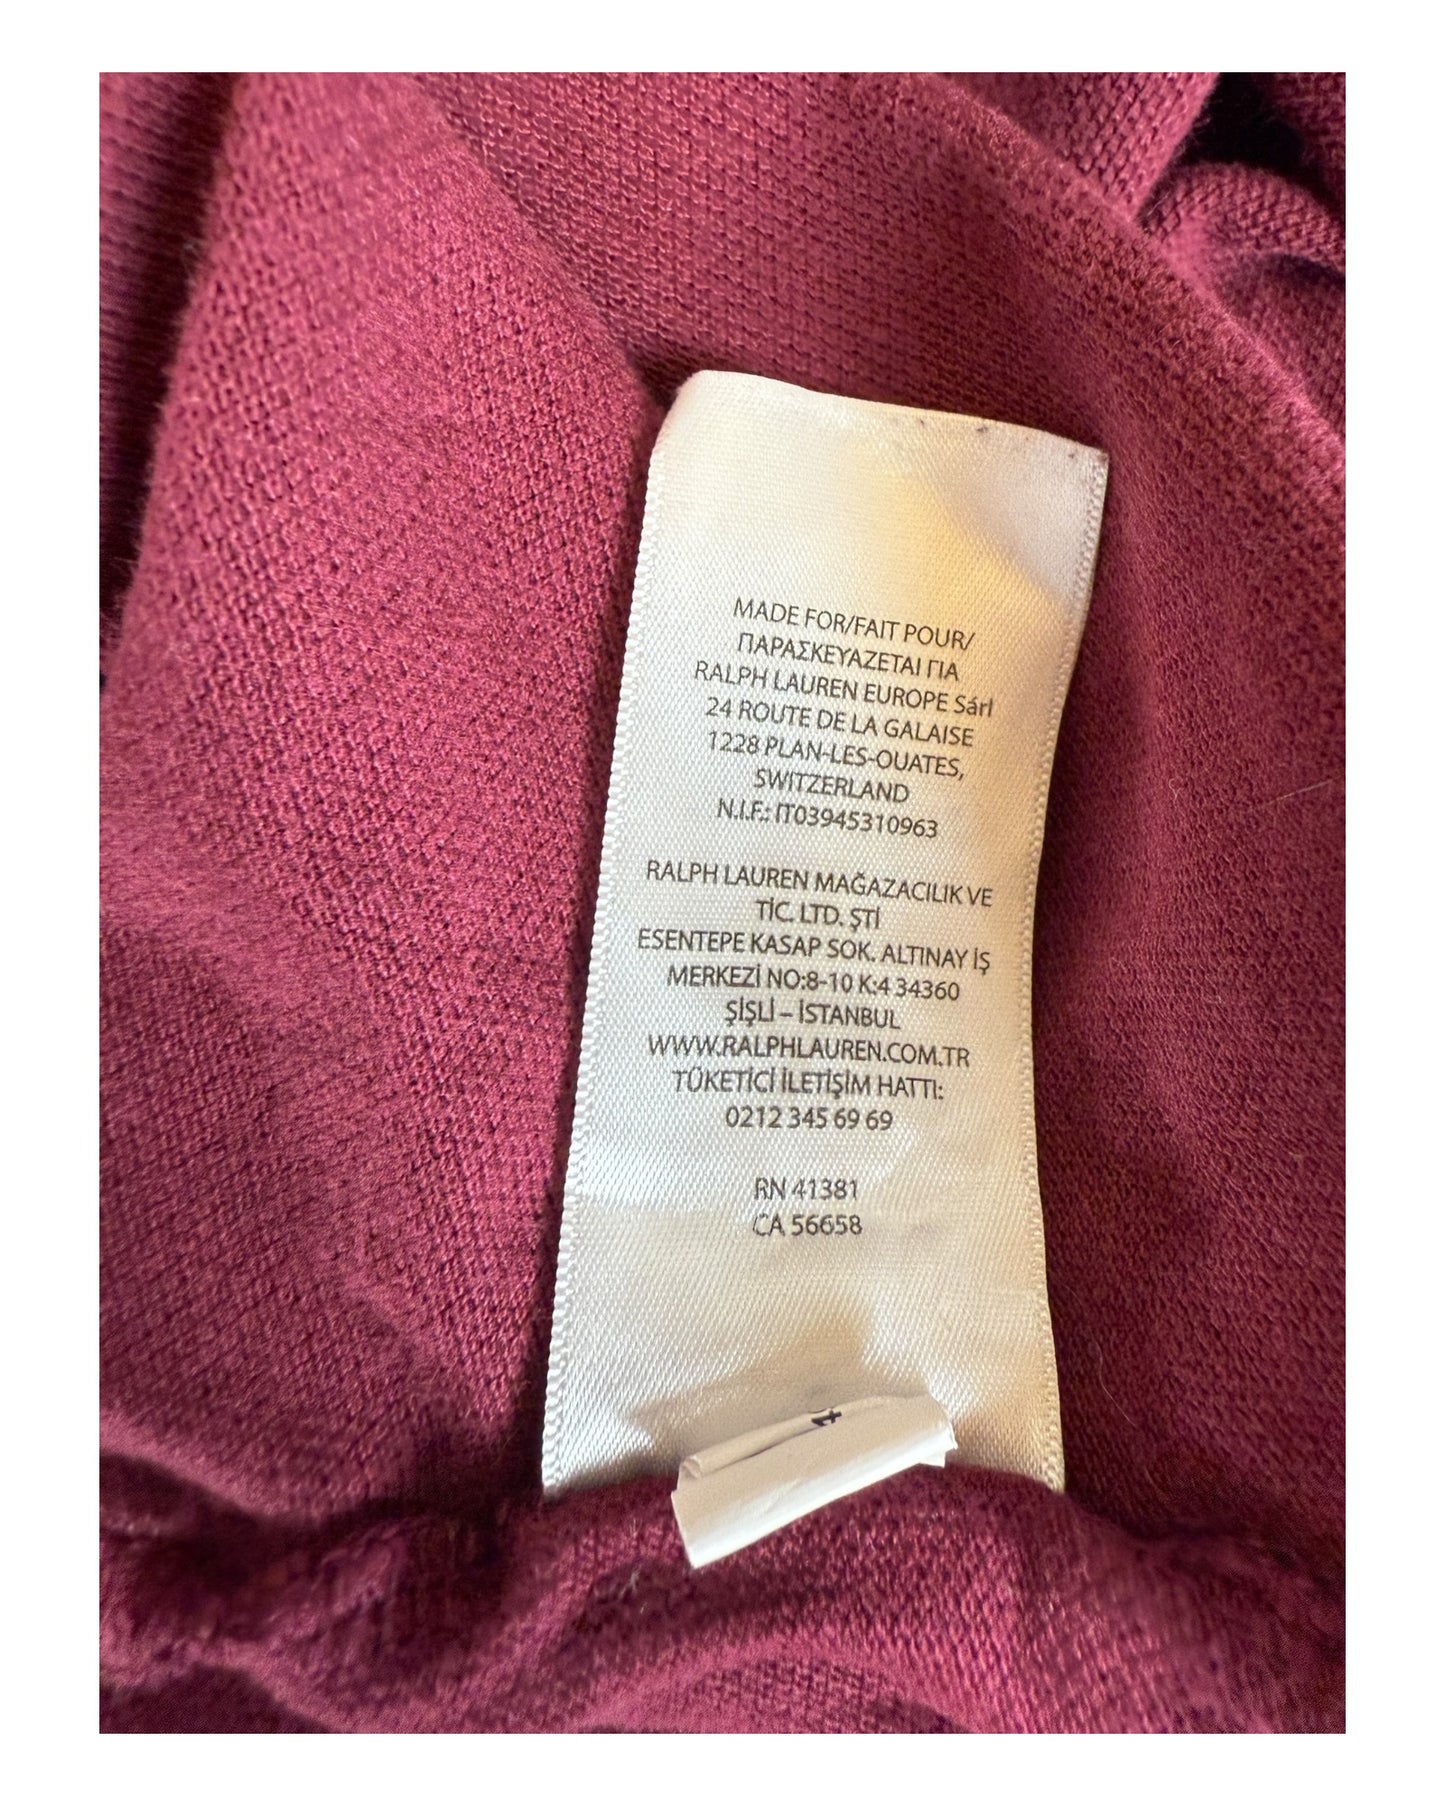 MADE FOR/FAIT POUR/
ΠΑΡΑΣΚΕΥΑΖΕΤΑΙ ΓΙΑ
RALPH LAUREN EUROPE Sárl
24 ROUTE DE LA GALAISE
1228 PLAN-LES-OUATES,
SWITZERLAND
N.I.F.: IT03945310963
RALPH LAUREN MAĞAZACILIK VE
TİC. LTD. ŞTİ
ESENTEPE KASAP SOK. ALTINAY İŞ
MERKEZİ NO:8-10 K:4 34360
ŞİŞLİ – İSTANBUL
WWW.RALPHLAUREN.COM.TR
TÜKETİCİ İLETİŞİM HATTI:
0212 345 69 69
RN 41381
CA 56658